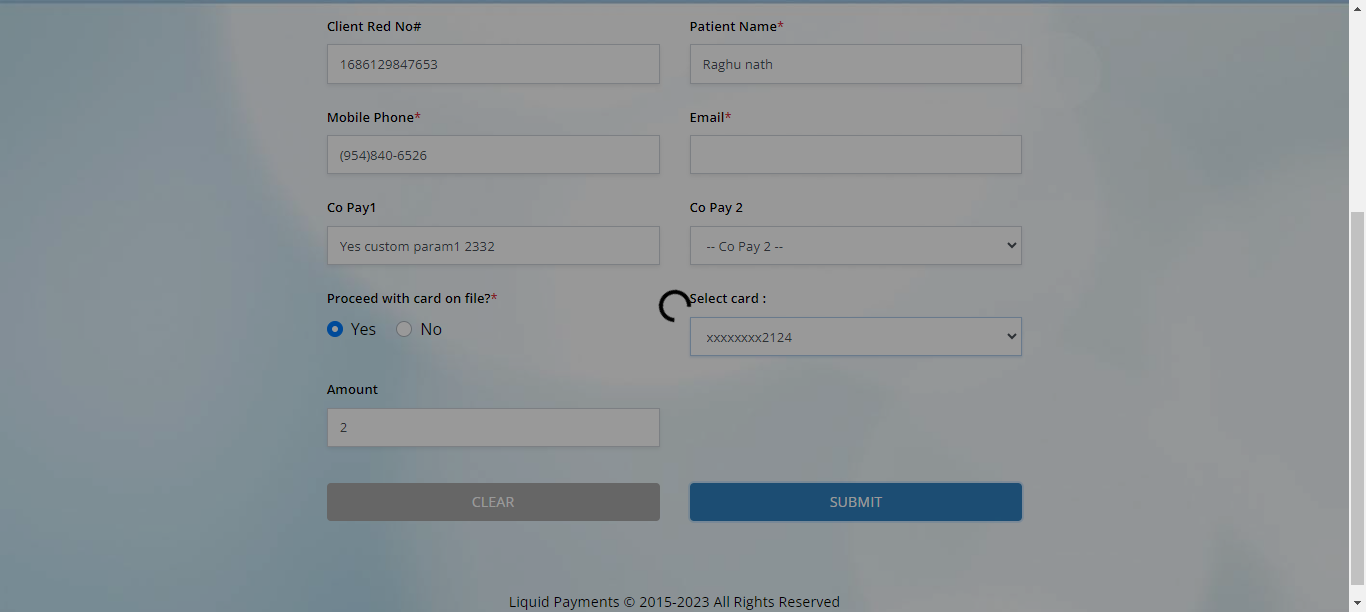 Client Red No#
Patient Name*
1686129847653
Raghu nath
Mobile Phone*
Email*
(954)840-6526
Co Pay1
Co Pay 2
Yes custom param1 2332
-- Co Pay 2 --
Proceed with card on file?*
Select card :
Yes
No
xxxxxxxx2124
Amount
2
CLEAR
SUBMIT
Liquid Payments © 2015-2023 All Rights Reserved